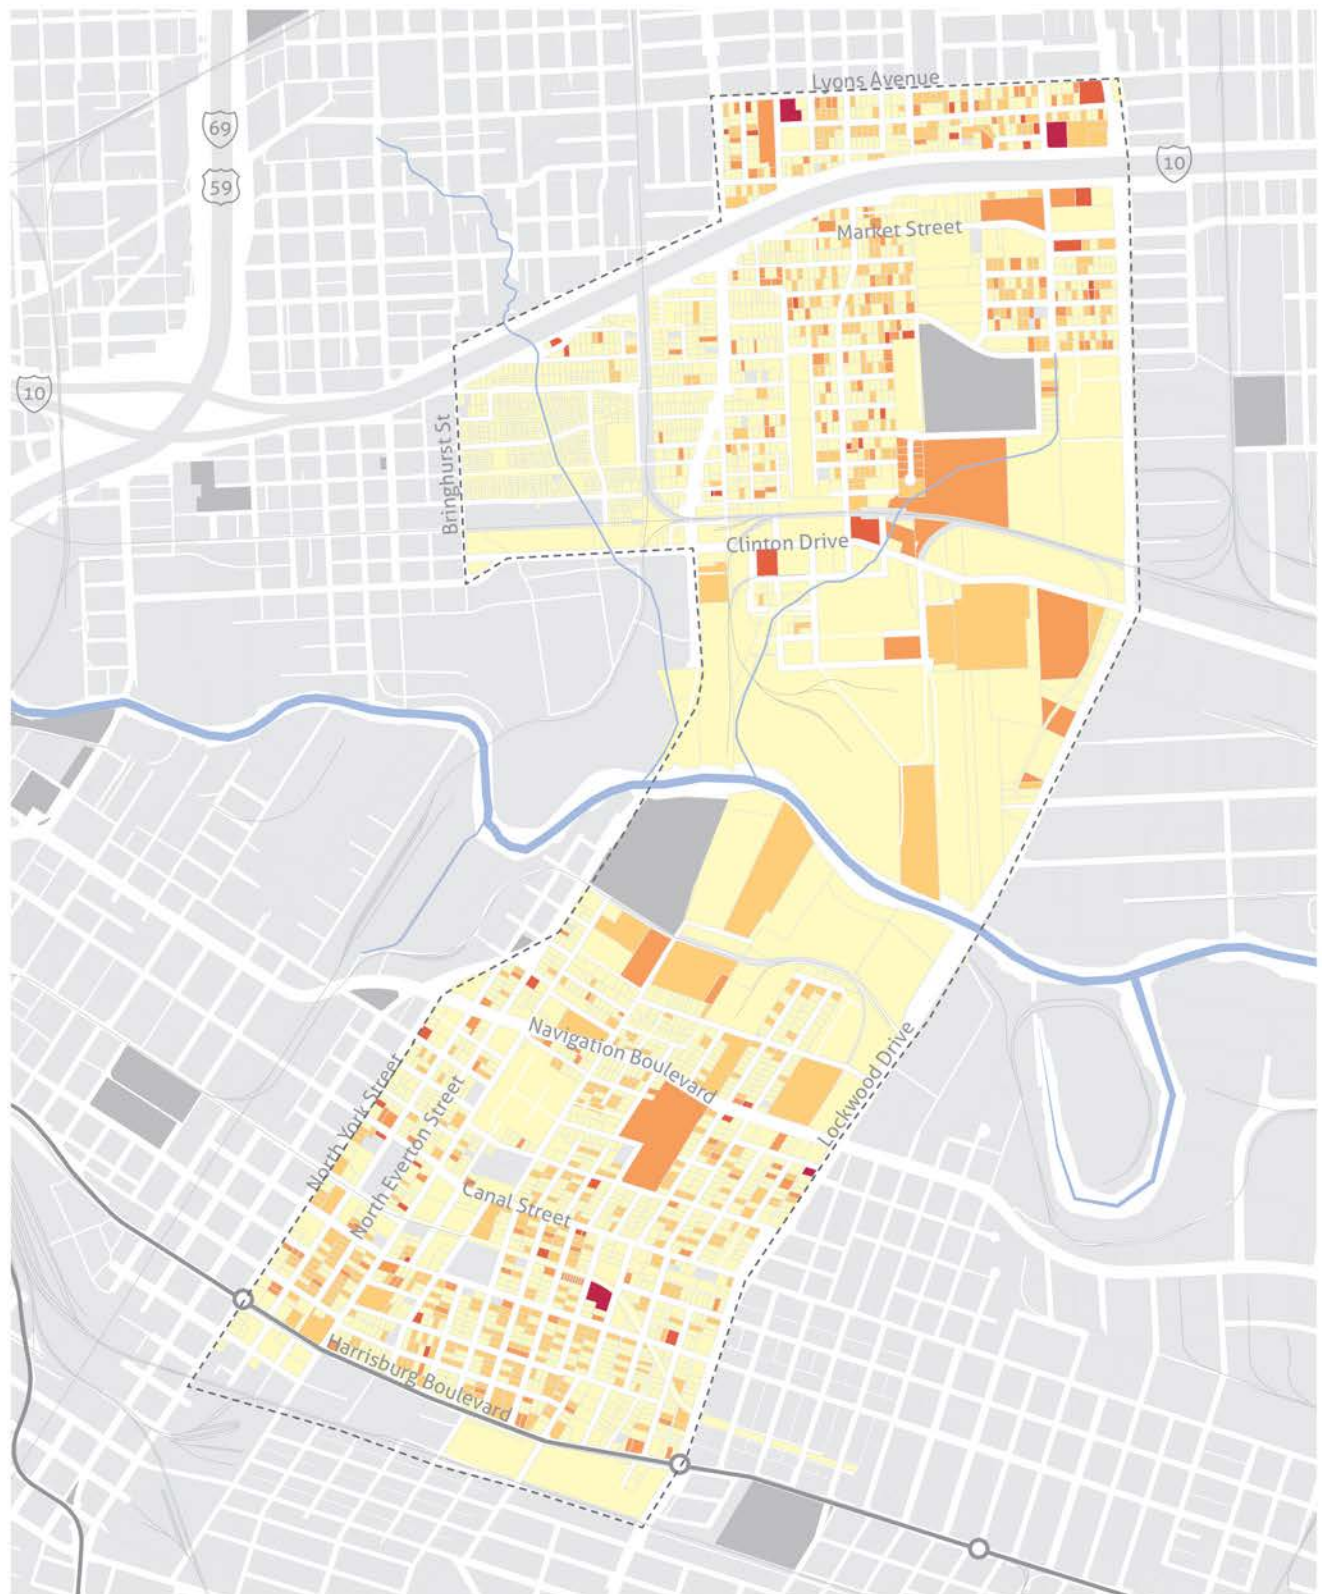 Lyons Avenue
69
59
10
Market Street
10
Bringhurst St
Clinton Drive
Navigation Boulevard
Lockwood Drive
North York Street
North Everton Street
Canal Street
Harrisburg Boulevard